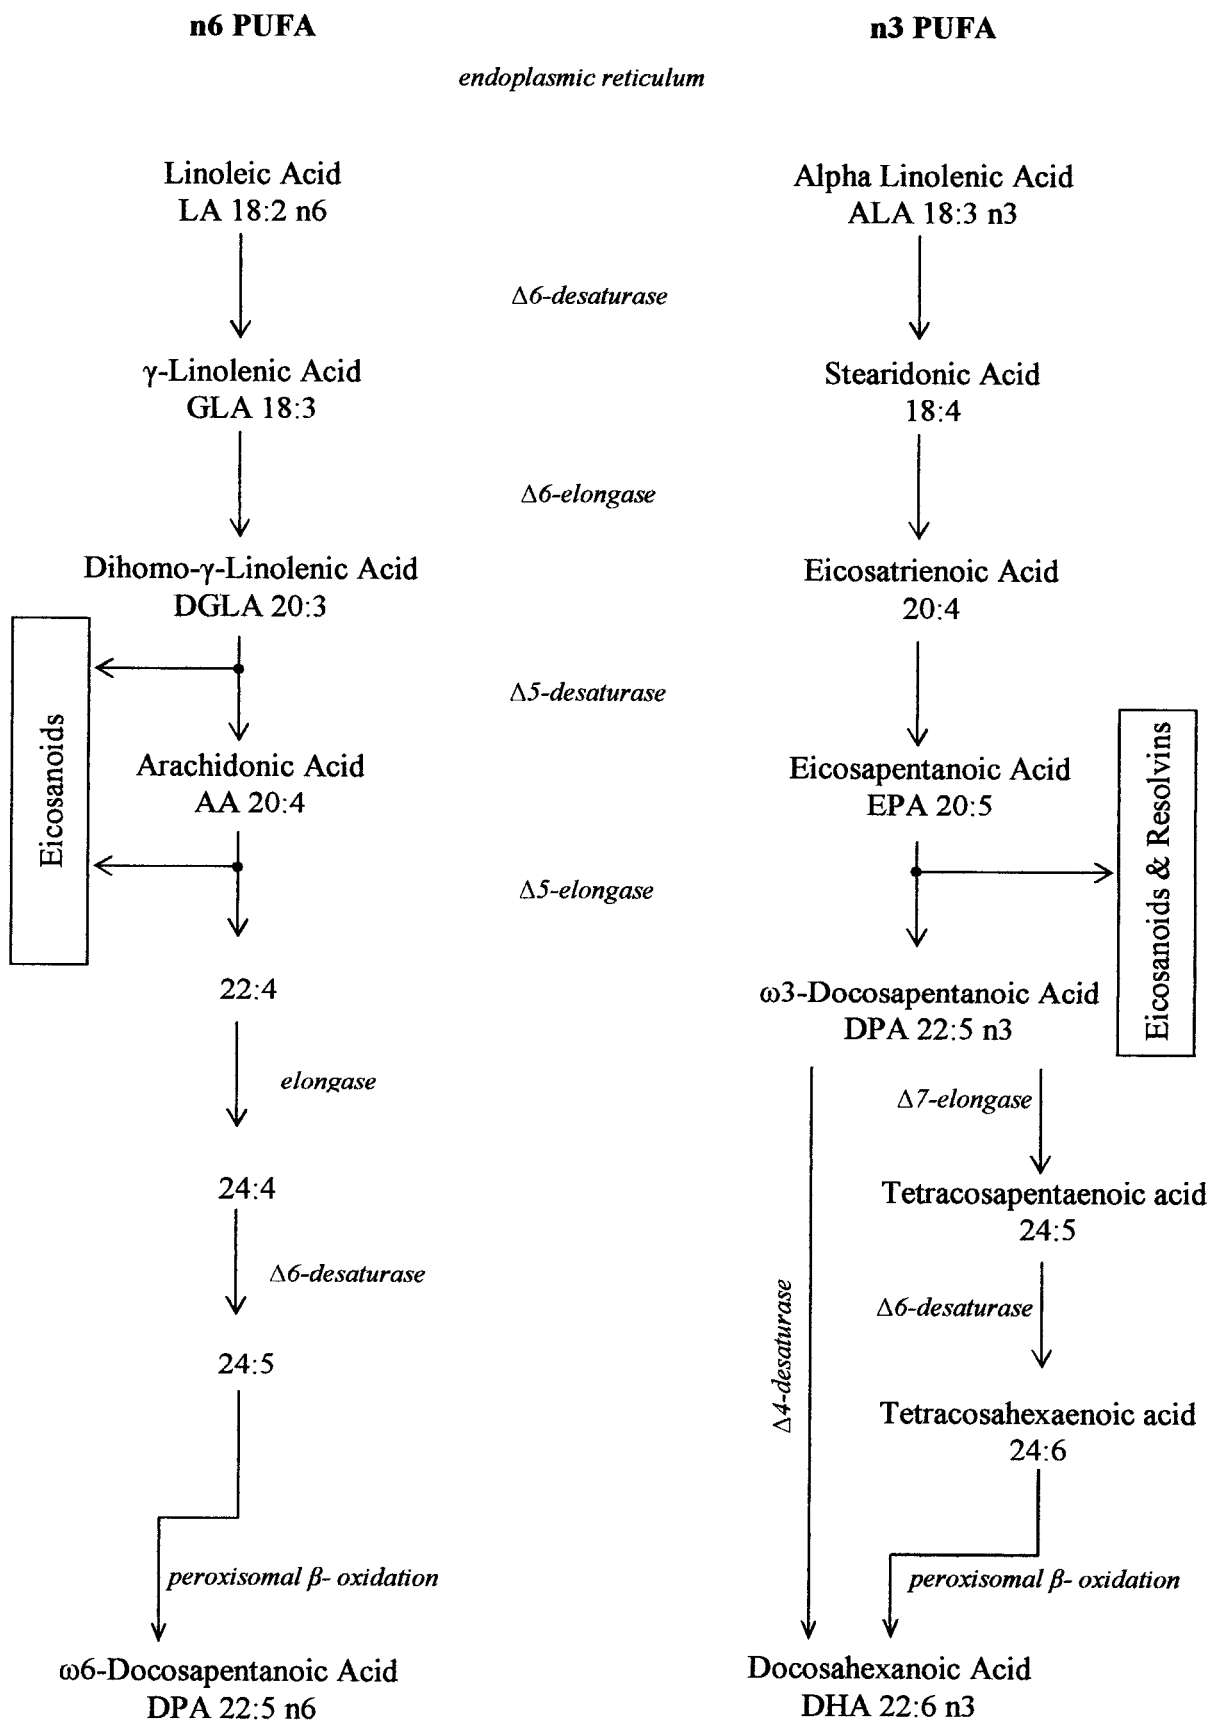 n6 PUFA
n3 PUFA
endoplasmic reticulum
Linoleic Acid
LA 18:2 n6
Alpha Linolenic Acid
ALA 18:3 n3
Δ6-desaturase
γ-Linolenic Acid
GLA 18:3
Stearidonic Acid
18:4
Δ6-elongase
Dihomo-γ-Linolenic Acid
DGLA 20:3
Eicosatrienoic Acid
20:4
Eicosanoids
Δ5-desaturase
Arachidonic Acid
AA 20:4
Eicosapentanoic Acid
EPA 20:5
Eicosanoids & Resolvins
Δ5-elongase
22:4
ω3-Docosapentanoic Acid
DPA 22:5 n3
elongase
Δ7-elongase
24:4
Tetracosapentaenoic acid
24:5
Δ6-desaturase
Δ6-desaturase
Δ4-desaturase
24:5
Tetracosahexaenoic acid
24:6
peroxisomal β- oxidation
peroxisomal β- oxidation
ω6-Docosapentanoic Acid
DPA 22:5 n6
Docosahexanoic Acid
DHA 22:6 n3